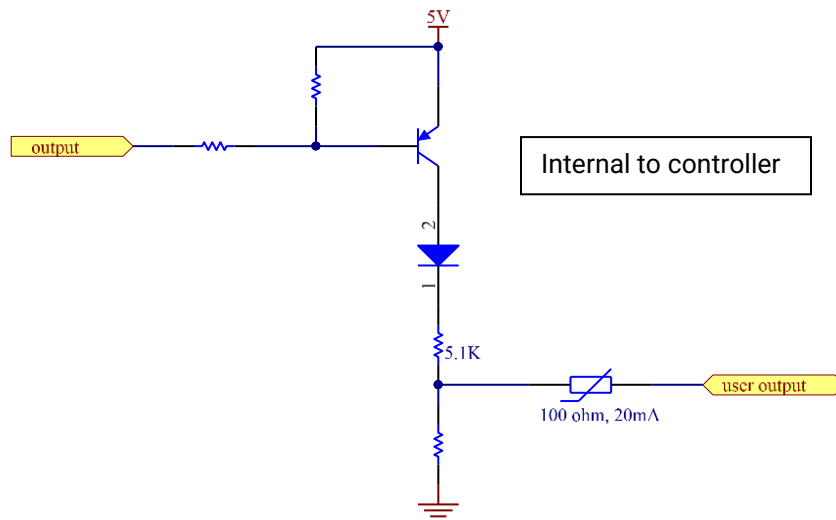 5V
output
Internal to controller
2
1
5.1K
user output
100 ohm, 20mA